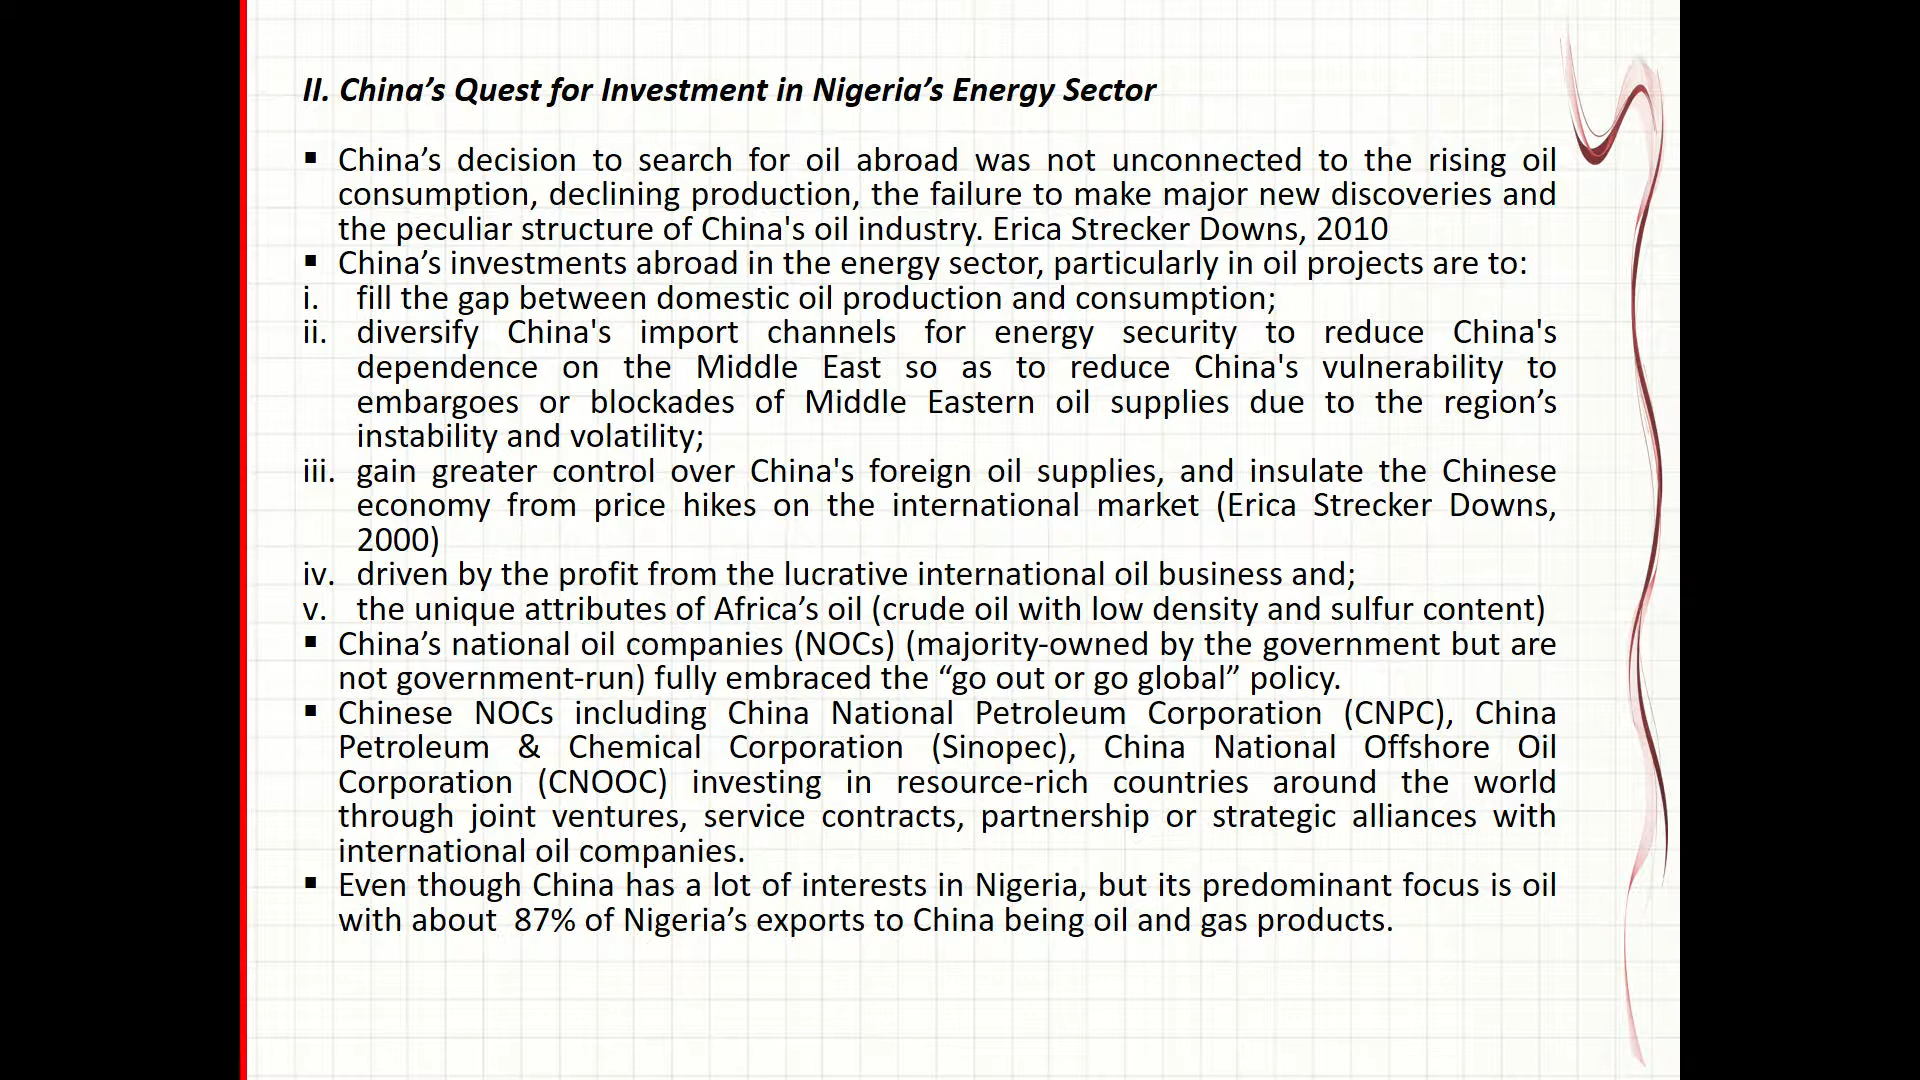 II. China’s Quest for Investment in Nigeria’s Energy Sector
▪ China’s decision to search for oil abroad was not unconnected to the rising oil
consumption, declining production, the failure to make major new discoveries and
the peculiar structure of China's oil industry. Erica Strecker Downs, 2010
▪ China’s investments abroad in the energy sector, particularly in oil projects are to:
i. fill the gap between domestic oil production and consumption;
ii. diversify China's import channels for energy security to reduce China's
dependence on the Middle East so as to reduce China's vulnerability to
embargoes or blockades of Middle Eastern oil supplies due to the region’s
instability and volatility;
iii. gain greater control over China's foreign oil supplies, and insulate the Chinese
economy from price hikes on the international market (Erica Strecker Downs,
2000)
iv. driven by the profit from the lucrative international oil business and;
v. the unique attributes of Africa’s oil (crude oil with low density and sulfur content)
▪ China’s national oil companies (NOCs) (majority-owned by the government but are
not government-run) fully embraced the “go out or go global” policy.
▪ Chinese NOCs including China National Petroleum Corporation (CNPC), China
Petroleum & Chemical Corporation (Sinopec), China National Offshore Oil
Corporation (CNOOC) investing in resource-rich countries around the world
through joint ventures, service contracts, partnership or strategic alliances with
international oil companies.
▪ Even though China has a lot of interests in Nigeria, but its predominant focus is oil
with about 87% of Nigeria’s exports to China being oil and gas products.